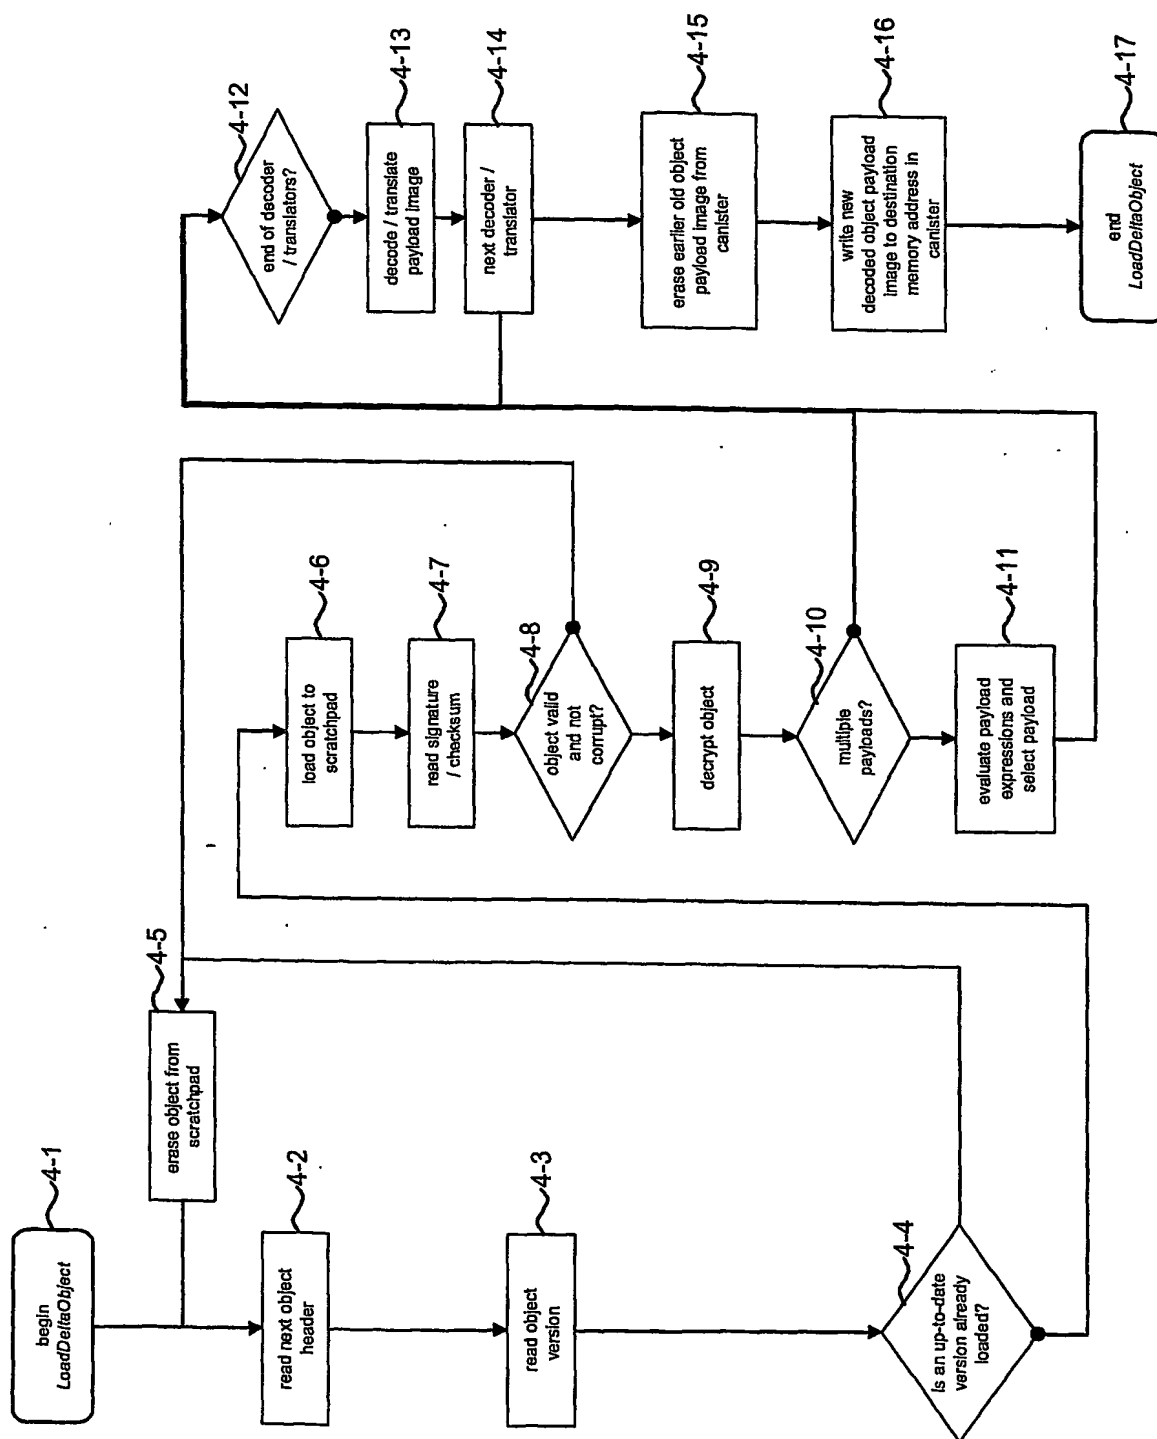 4-1
begin
LoadDeltaObject
4-2
read next object
header
4-3
read object
version
4-4
Is an up-to-date
version already
loaded?
4-5
erase object from
scratchpad
4-6
load object to
scratchpad
4-7
read signature
/ checksum
4-8
object valid
and not
corrupt?
4-9
decrypt object
4-10
multiple
payloads?
4-11
evaluate payload
expressions and
select payload
4-12
end of decoder
/ translators?
4-13
decode / translate
payload image
4-14
next decoder /
translator
4-15
erase earlier old object
payload image from
canister
4-16
write new
decoded object payload
image to destination
memory address in
canister
4-17
end
LoadDeltaObject